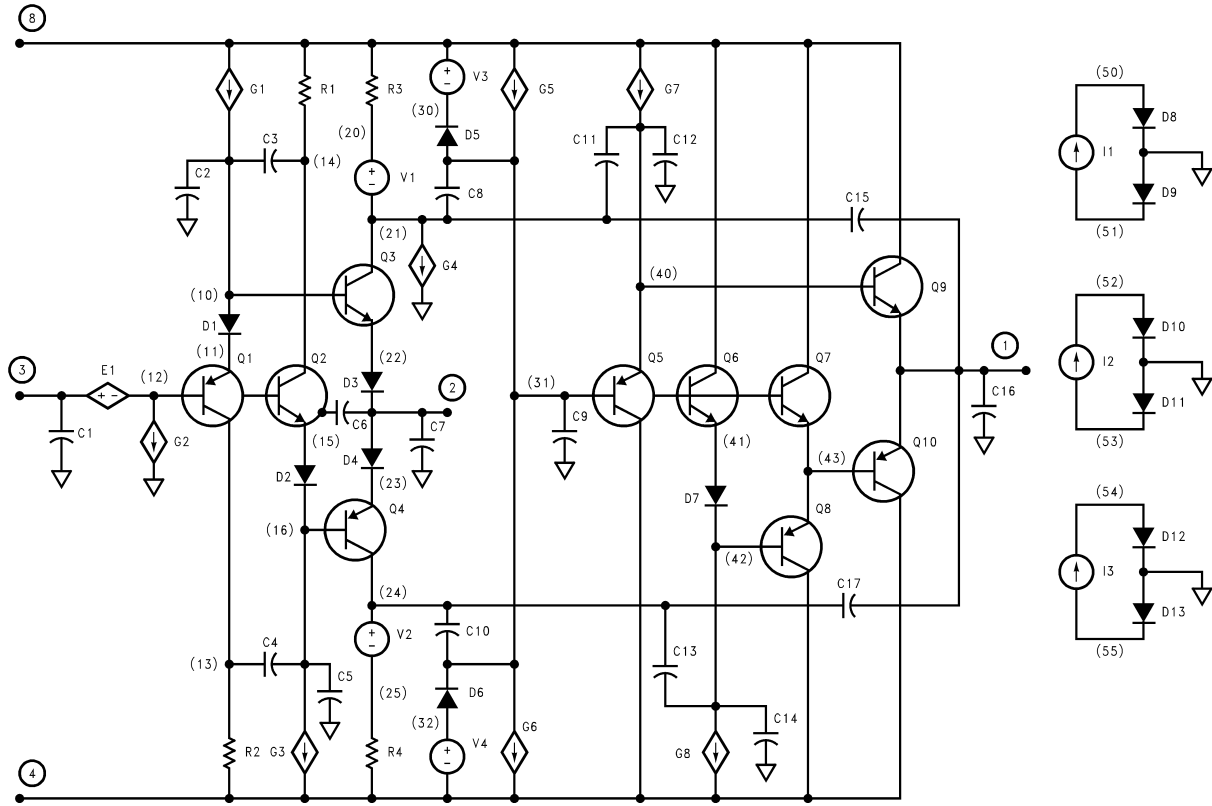 8
G1
R1
R3
V3
G5
G7
(50)
D8
I1
D9
(51)
(30)
D5
(20)
C3
(14)
C2
V1
C8
C11
C12
C15
(21)
G4
Q3
(10)
D1
(11)
(40)
Q9
(52)
D10
I2
D11
(53)
3
E1
(12)
Q1
Q2
(22)
D3
2
(31)
Q5
Q6
Q7
1
C1
G2
C6
(15)
C7
C9
(41)
C16
D2
D4
(23)
Q4
(16)
D7
(43)
Q10
Q8
(42)
(54)
D12
I3
D13
(55)
(24)
C17
V2
C10
C13
(13)
C4
C5
(25)
D6
(32)
G6
C14
R2
G3
R4
V4
G8
4
+ −
+
−
+
−
+
−
+
−